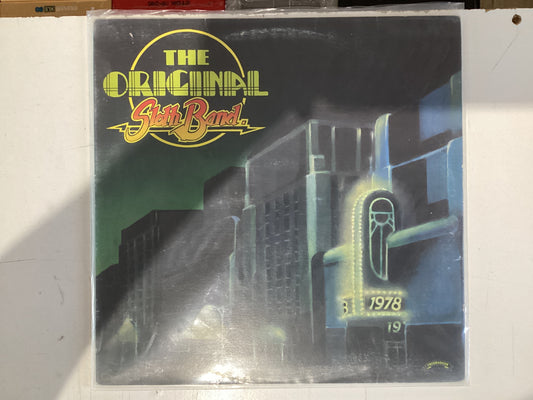 THE
ORIGINAL
Sloth Band
1978
19